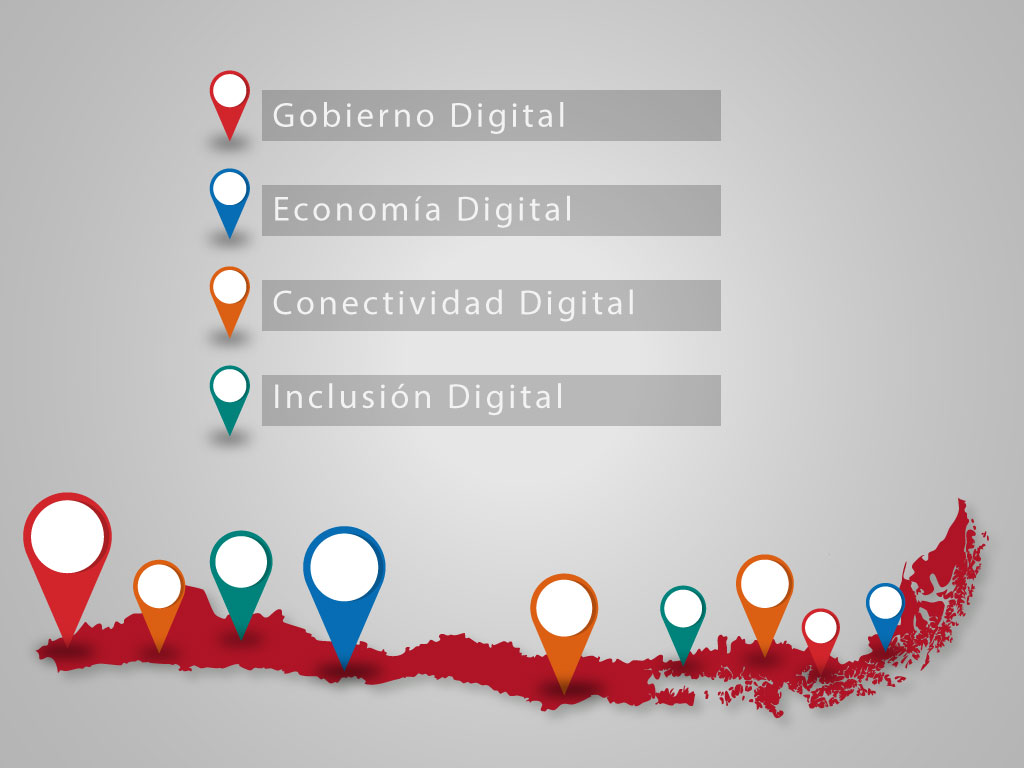 Gobierno Digital
Economía Digital
Conectividad Digital
Inclusión Digital